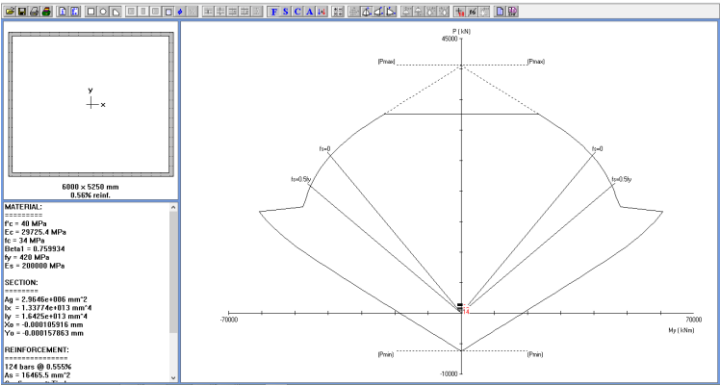 F S C A
y
x
6000 x 5250 mm
0.56% reinf.
MATERIAL:
=========
f'c = 40 MPa
Ec = 29725.4 MPa
fc = 34 MPa
Beta1 = 0.759934
fy = 420 MPa
Es = 200000 MPa
SECTION:
========
Ag = 2.9646e+006 mm^2
Ix = 1.33774e+013 mm^4
Iy = 1.6425e+013 mm^4
Xo = -0.000105916 mm
Yo = -0.000157863 mm
REINFORCEMENT:
==============
124 bars @ 0.555%
As = 16465.5 mm^2
P ( kN)
45000
(Pmax) (Pmax)
fs=0 fs=0
fs=0.5fy fs=0.5fy
14
-70000 70000
My ( kNm)
(Pmin) (Pmin)
-10000